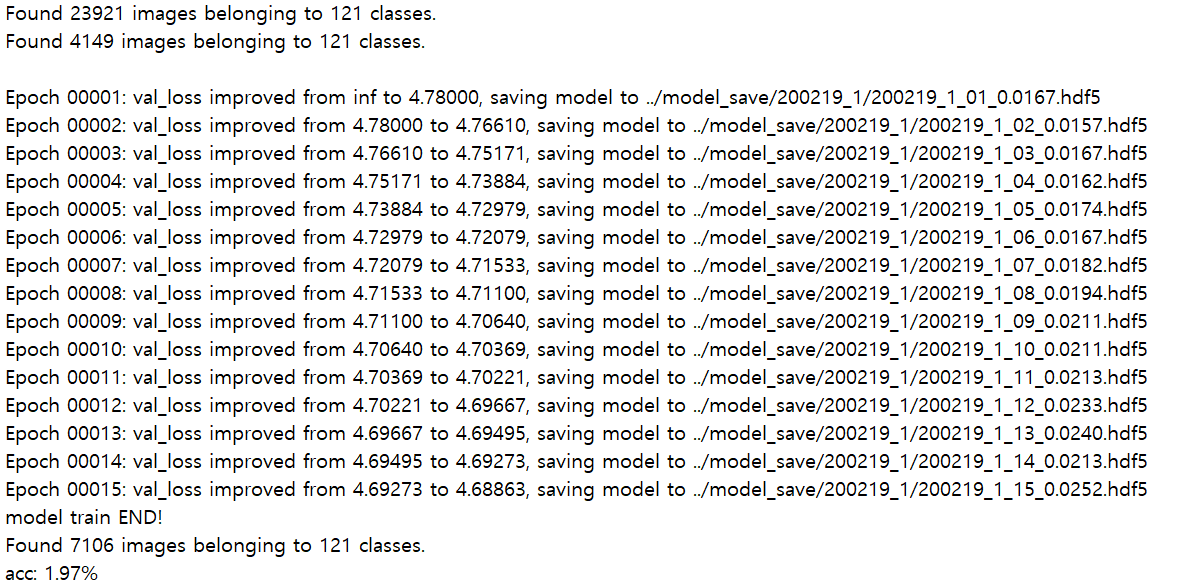 Found 23921 images belonging to 121 classes.
Found 4149 images belonging to 121 classes.
Epoch 00001: val_loss improved from inf to 4.78000, saving model to ../model_save/200219_1/200219_1_01_0.0167.hdf5
Epoch 00002: val_loss improved from 4.78000 to 4.76610, saving model to ../model_save/200219_1/200219_1_02_0.0157.hdf5
Epoch 00003: val_loss improved from 4.76610 to 4.75171, saving model to ../model_save/200219_1/200219_1_03_0.0167.hdf5
Epoch 00004: val_loss improved from 4.75171 to 4.73884, saving model to ../model_save/200219_1/200219_1_04_0.0162.hdf5
Epoch 00005: val_loss improved from 4.73884 to 4.72979, saving model to ../model_save/200219_1/200219_1_05_0.0174.hdf5
Epoch 00006: val_loss improved from 4.72979 to 4.72079, saving model to ../model_save/200219_1/200219_1_06_0.0167.hdf5
Epoch 00007: val_loss improved from 4.72079 to 4.71533, saving model to ../model_save/200219_1/200219_1_07_0.0182.hdf5
Epoch 00008: val_loss improved from 4.71533 to 4.71100, saving model to ../model_save/200219_1/200219_1_08_0.0194.hdf5
Epoch 00009: val_loss improved from 4.71100 to 4.70640, saving model to ../model_save/200219_1/200219_1_09_0.0211.hdf5
Epoch 00010: val_loss improved from 4.70640 to 4.70369, saving model to ../model_save/200219_1/200219_1_10_0.0211.hdf5
Epoch 00011: val_loss improved from 4.70369 to 4.70221, saving model to ../model_save/200219_1/200219_1_11_0.0213.hdf5
Epoch 00012: val_loss improved from 4.70221 to 4.69667, saving model to ../model_save/200219_1/200219_1_12_0.0233.hdf5
Epoch 00013: val_loss improved from 4.69667 to 4.69495, saving model to ../model_save/200219_1/200219_1_13_0.0240.hdf5
Epoch 00014: val_loss improved from 4.69495 to 4.69273, saving model to ../model_save/200219_1/200219_1_14_0.0213.hdf5
Epoch 00015: val_loss improved from 4.69273 to 4.68863, saving model to ../model_save/200219_1/200219_1_15_0.0252.hdf5
model train END!
Found 7106 images belonging to 121 classes.
acc: 1.97%